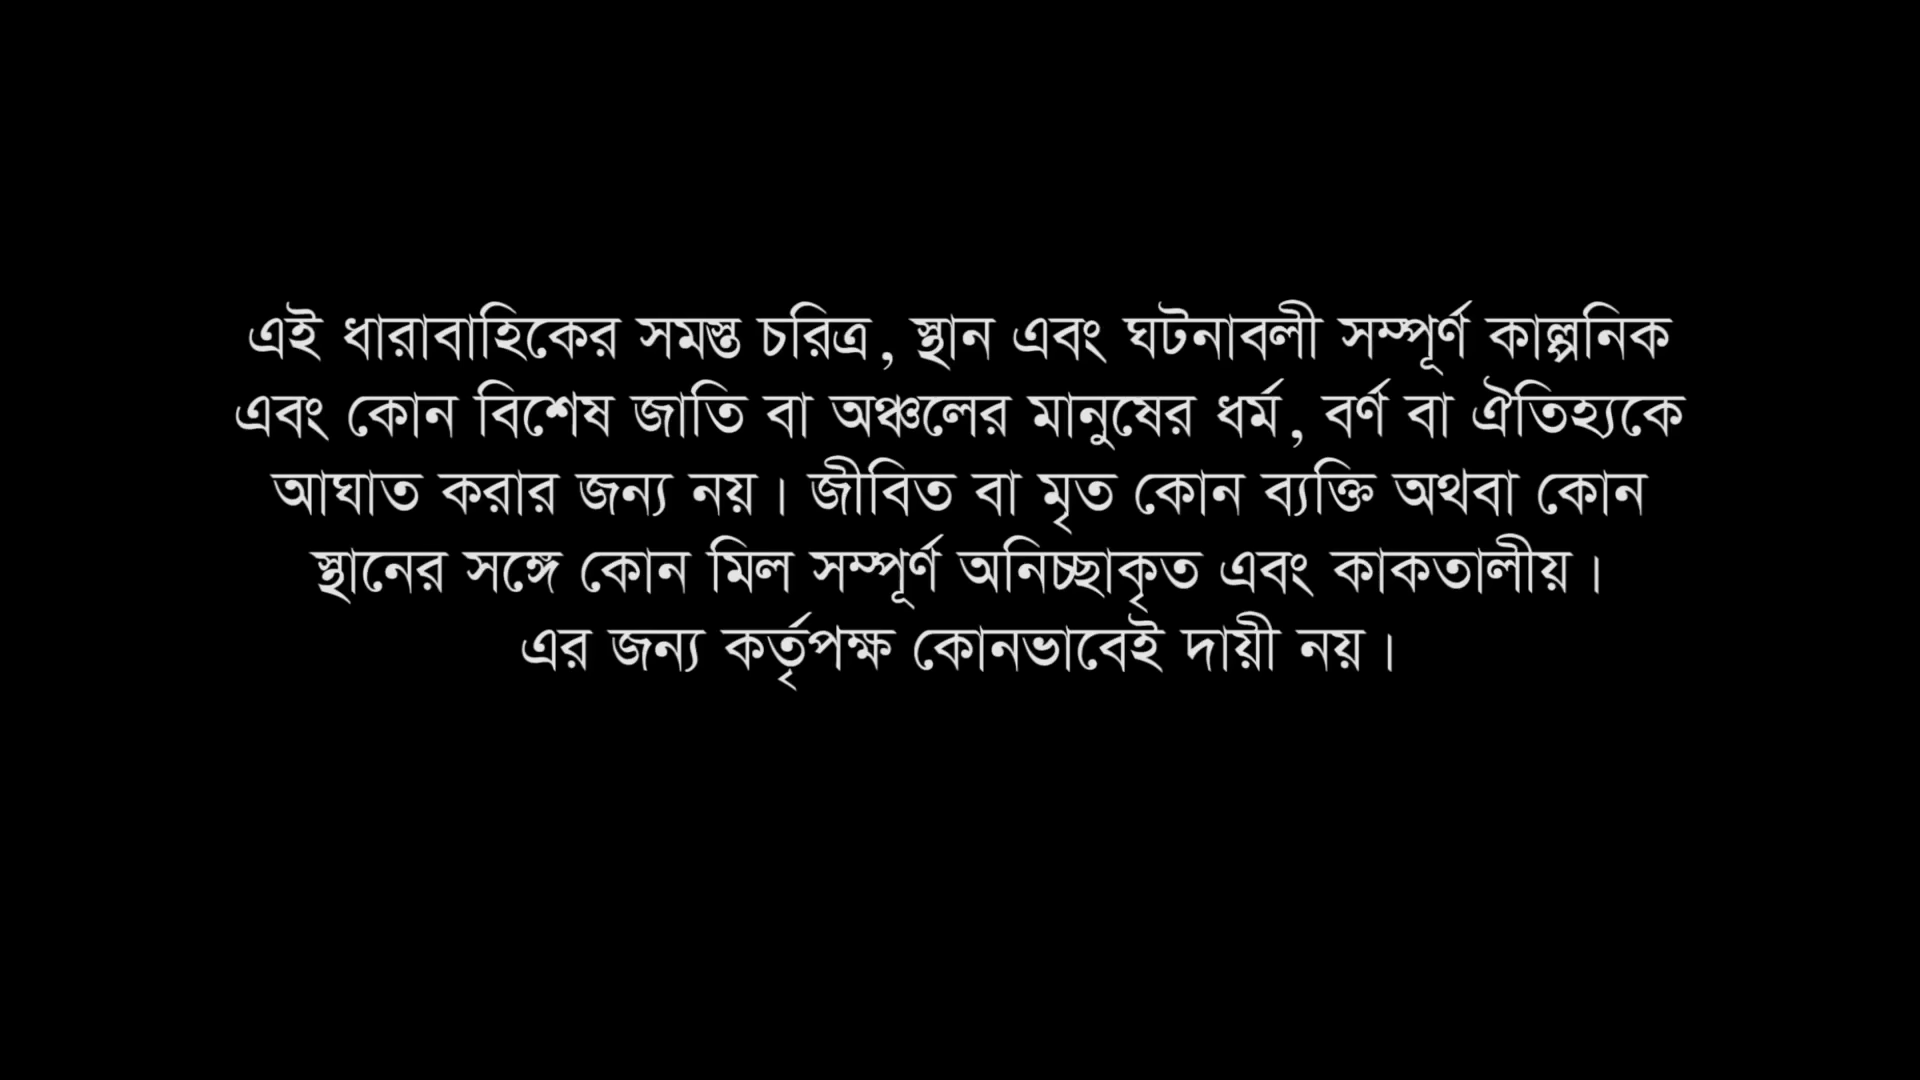 এই ধারাবাহিকের সমস্ত চরিত্র, স্থান এবং ঘটনাবলী সম্পূর্ণ কাল্পনিক
এবং কোন বিশেষ জাতি বা অঞ্চলের মানুষের ধর্ম, বর্ণ বা ঐতিহ্যকে
আঘাত করার জন্য নয়। জীবিত বা মৃত কোন ব্যক্তি অথবা কোন
স্থানের সঙ্গে কোন মিল সম্পূর্ণ অনিচ্ছাকৃত এবং কাকতালীয়।
এর জন্য কর্তৃপক্ষ কোনভাবেই দায়ী নয়।